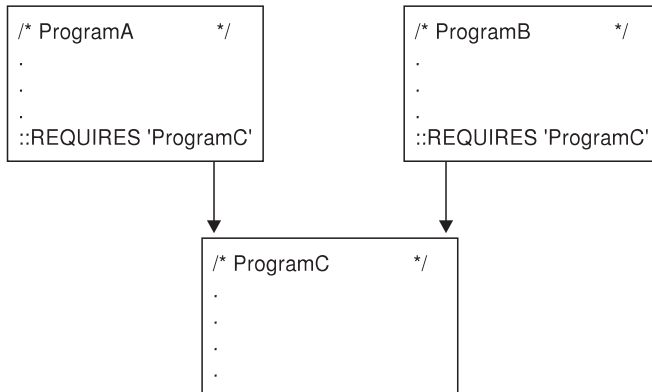 /* ProgramA */
.
.
.
::REQUIRES 'ProgramC'
/* ProgramB */
.
.
.
::REQUIRES 'ProgramC'
/* ProgramC */
.
.
.
.